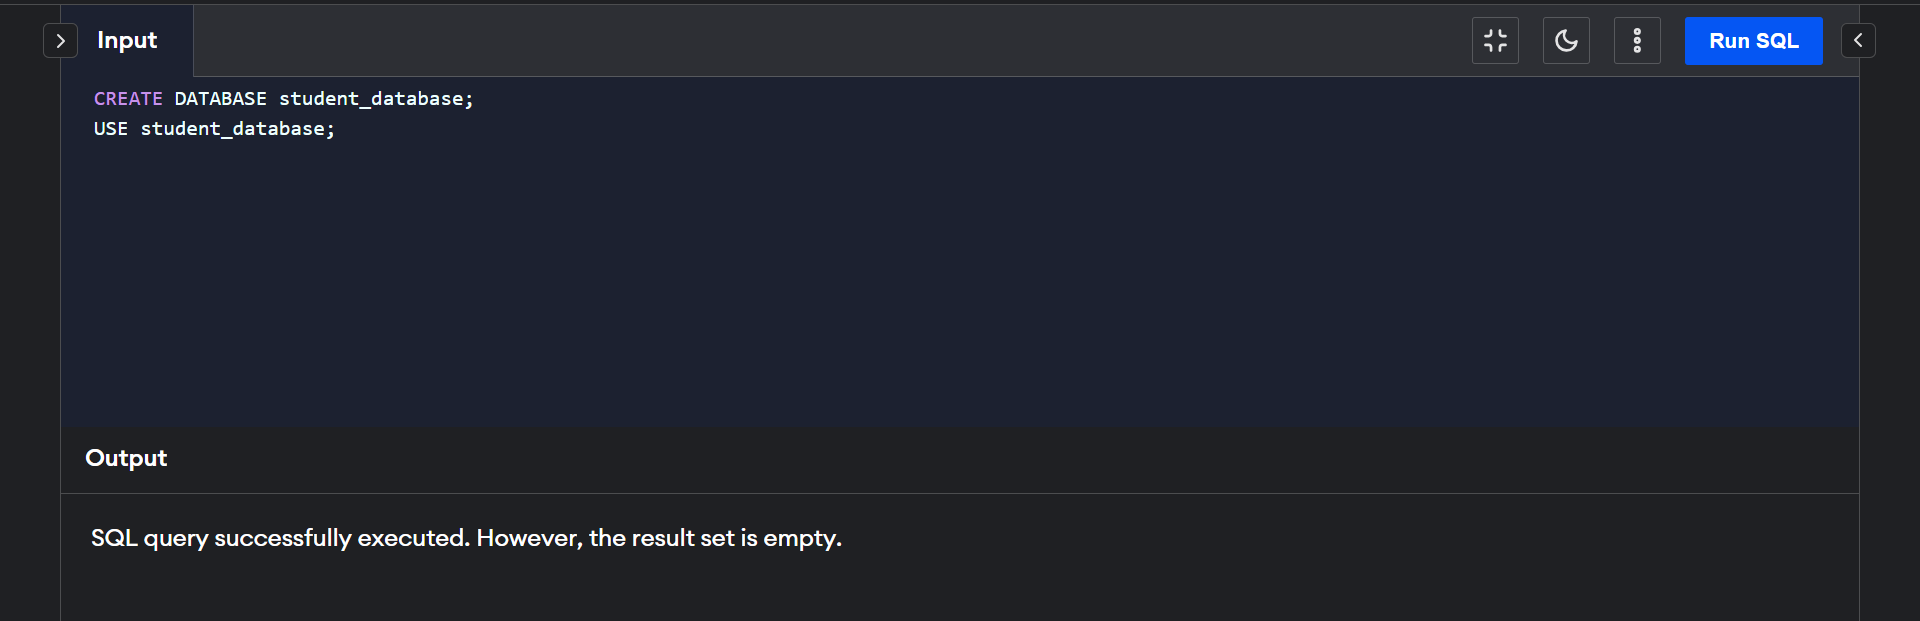 Input
Run SQL
CREATE DATABASE student_database;
USE student_database;
Output
SQL query successfully executed. However, the result set is empty.